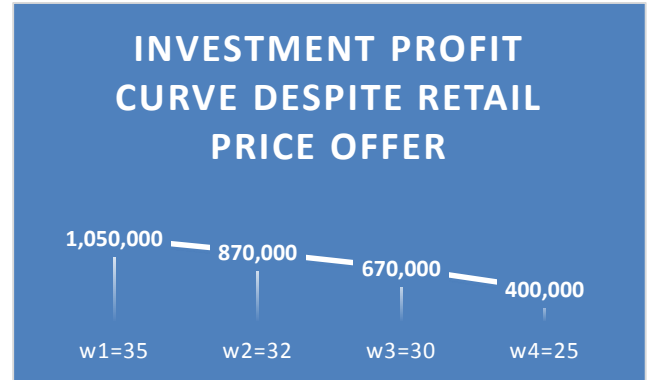 INVESTMENT PROFIT
CURVE DESPITE RETAIL
PRICE OFFER
1,050,000
870,000
670,000
400,000
w1=35 w2=32 w3=30 w4=25